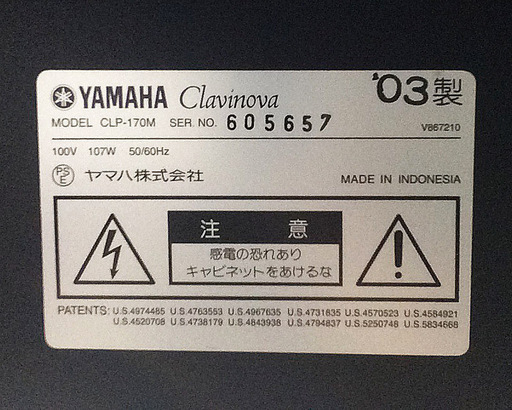 YAMAHA Clavinova '03製
MODEL CLP-170M SER. NO. 605657 V867210
100V 107W 50/60Hz
PSE ヤマハ株式会社 MADE IN INDONESIA
注意
感電の恐れあり
キャビネットをあけるな
PATENTS: U.S.4974485 U.S.4763553 U.S.4967635 U.S.4731835 U.S.4570523 U.S.4584921
U.S.4520708 U.S.4738179 U.S.4843938 U.S.4794837 U.S.5250748 U.S.5834668